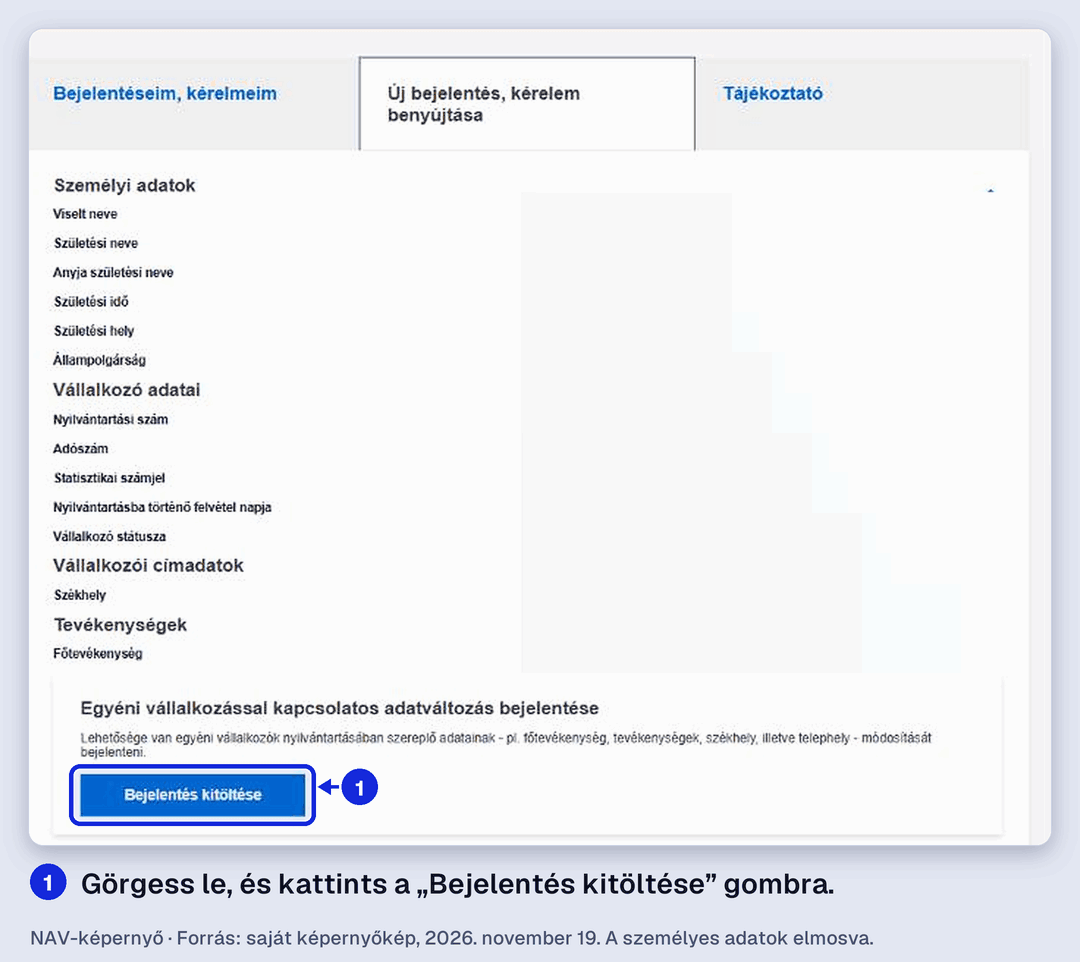 Bejelentéseim, kérelmeim
Új bejelentés, kérelem
benyújtása
Tájékoztató
Személyi adatok
Viselt neve
Születési neve
Anyja születési neve
Születési idő
Születési hely
Állampolgárság
Vállalkozó adatai
Nyilvántartási szám
Adószám
Statisztikai számjel
Nyilvántartásba történő felvétel napja
Vállalkozó státusza
Vállalkozói címadatok
Székhely
Tevékenységek
Főtevékenység
Egyéni vállalkozással kapcsolatos adatváltozás bejelentése
Lehetősége van egyéni vállalkozók nyilvántartásában szereplő adatainak - pl. főtevékenység, tevékenységek, székhely, illetve telephely - módosítását
bejelenteni.
Bejelentés kitöltése
1
1 Görgess le, és kattints a „Bejelentés kitöltése” gombra.
NAV-képernyő · Forrás: saját képernyőkép, 2026. november 19. A személyes adatok elmosva.